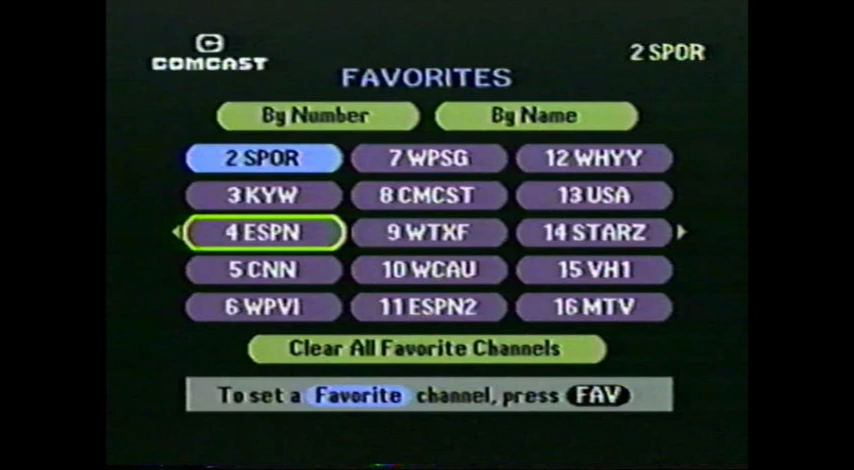 COMCAST
2 SPOR
FAVORITES
By Number By Name
2 SPOR 7 WPSG 12 WHYY
3 KYW 8 CMCST 13 USA
4 ESPN 9 WTXF 14 STARZ
5 CNN 10 WCAU 15 VH1
6 WPVI 11 ESPN2 16 MTV
Clear All Favorite Channels
To set a Favorite channel, press FAV